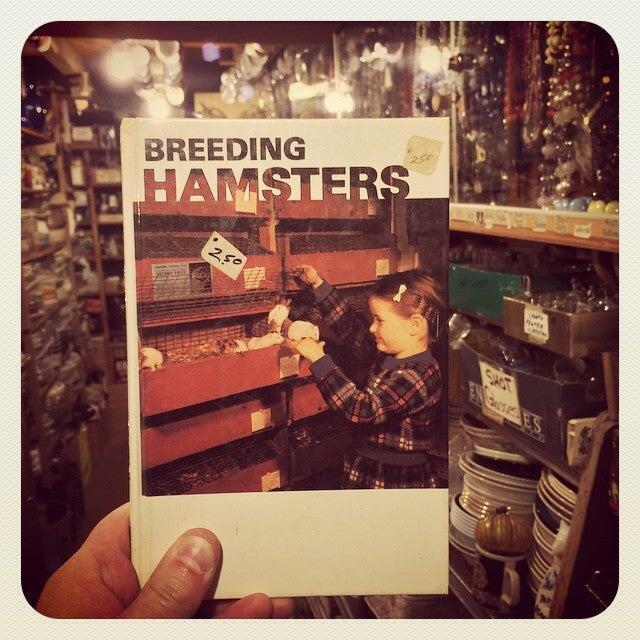 BREEDING
HAMSTERS
2.50
2.50
SHOT
Glasses